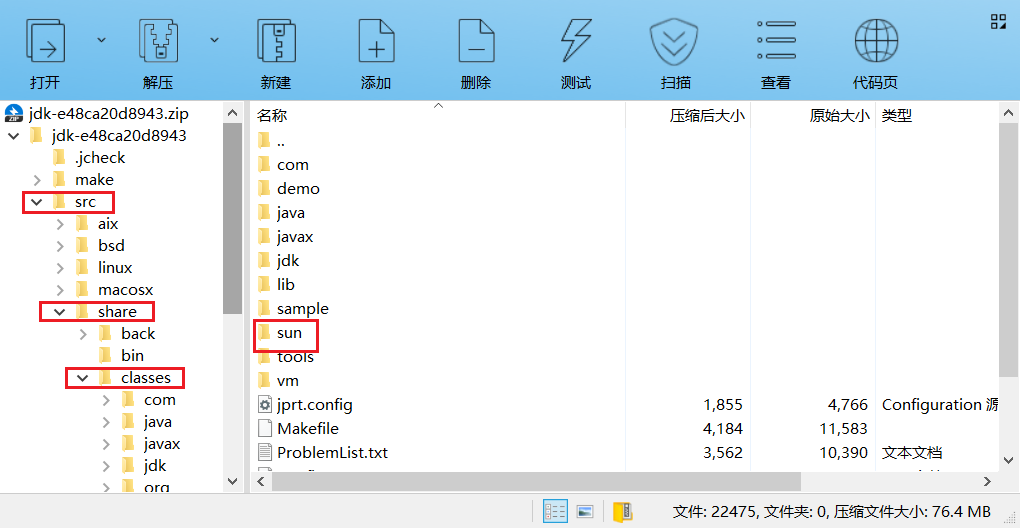 打开 解压 新建 添加 删除 测试 扫描 查看 代码页
jdk-e48ca20d8943.zip
jdk-e48ca20d8943
.jcheck
make
src
aix
bsd
linux
macosx
share
back
bin
classes
com
java
javax
jdk
org
名称 压缩后大小 原始大小 类型
..
com
demo
java
javax
jdk
lib
sample
sun
tools
vm
jprt.config 1,855 4,766 Configuration 源
Makefile 4,184 11,583
ProblemList.txt 3,562 10,390 文本文档
文件: 22475, 文件夹: 0, 压缩文件大小: 76.4 MB